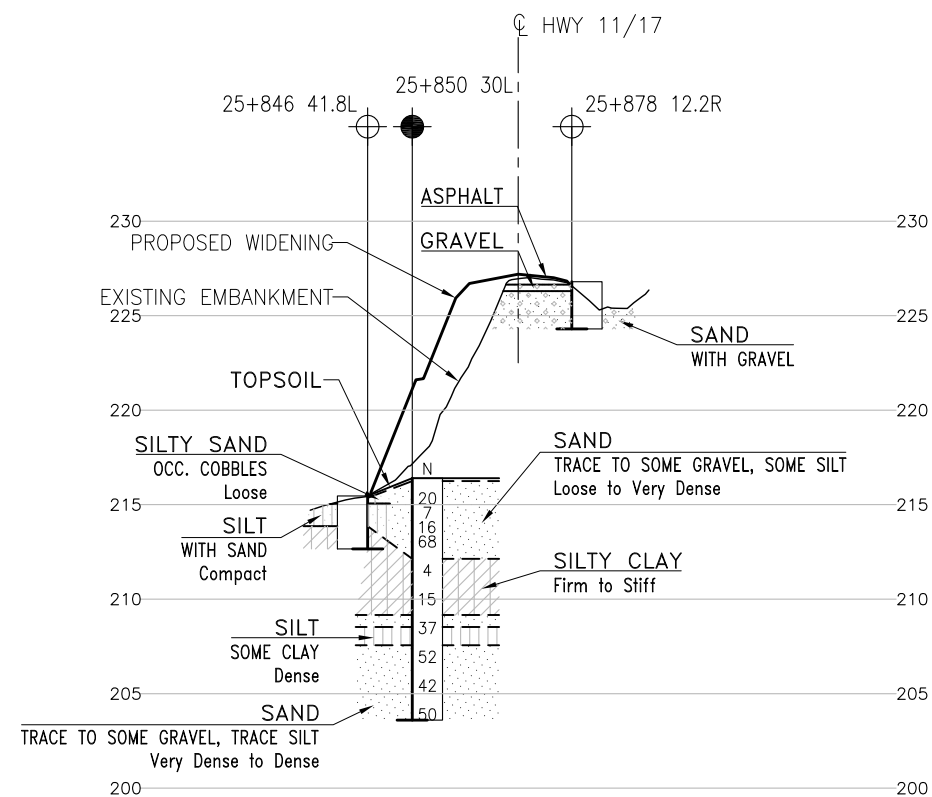 ℄ HWY 11/17
25+850 30L
25+846 41.8L
25+878 12.2R
ASPHALT
230
230
PROPOSED WIDENING
GRAVEL
EXISTING EMBANKMENT
225
225
SAND
WITH GRAVEL
TOPSOIL
220
220
SILTY SAND
OCC. COBBLES
Loose
SAND
TRACE TO SOME GRAVEL, SOME SILT
Loose to Very Dense
N
20
7
16
68
4
15
37
52
42
50
215
215
SILT
WITH SAND
Compact
SILTY CLAY
Firm to Stiff
210
210
SILT
SOME CLAY
Dense
205
205
SAND
TRACE TO SOME GRAVEL, TRACE SILT
Very Dense to Dense
200
200